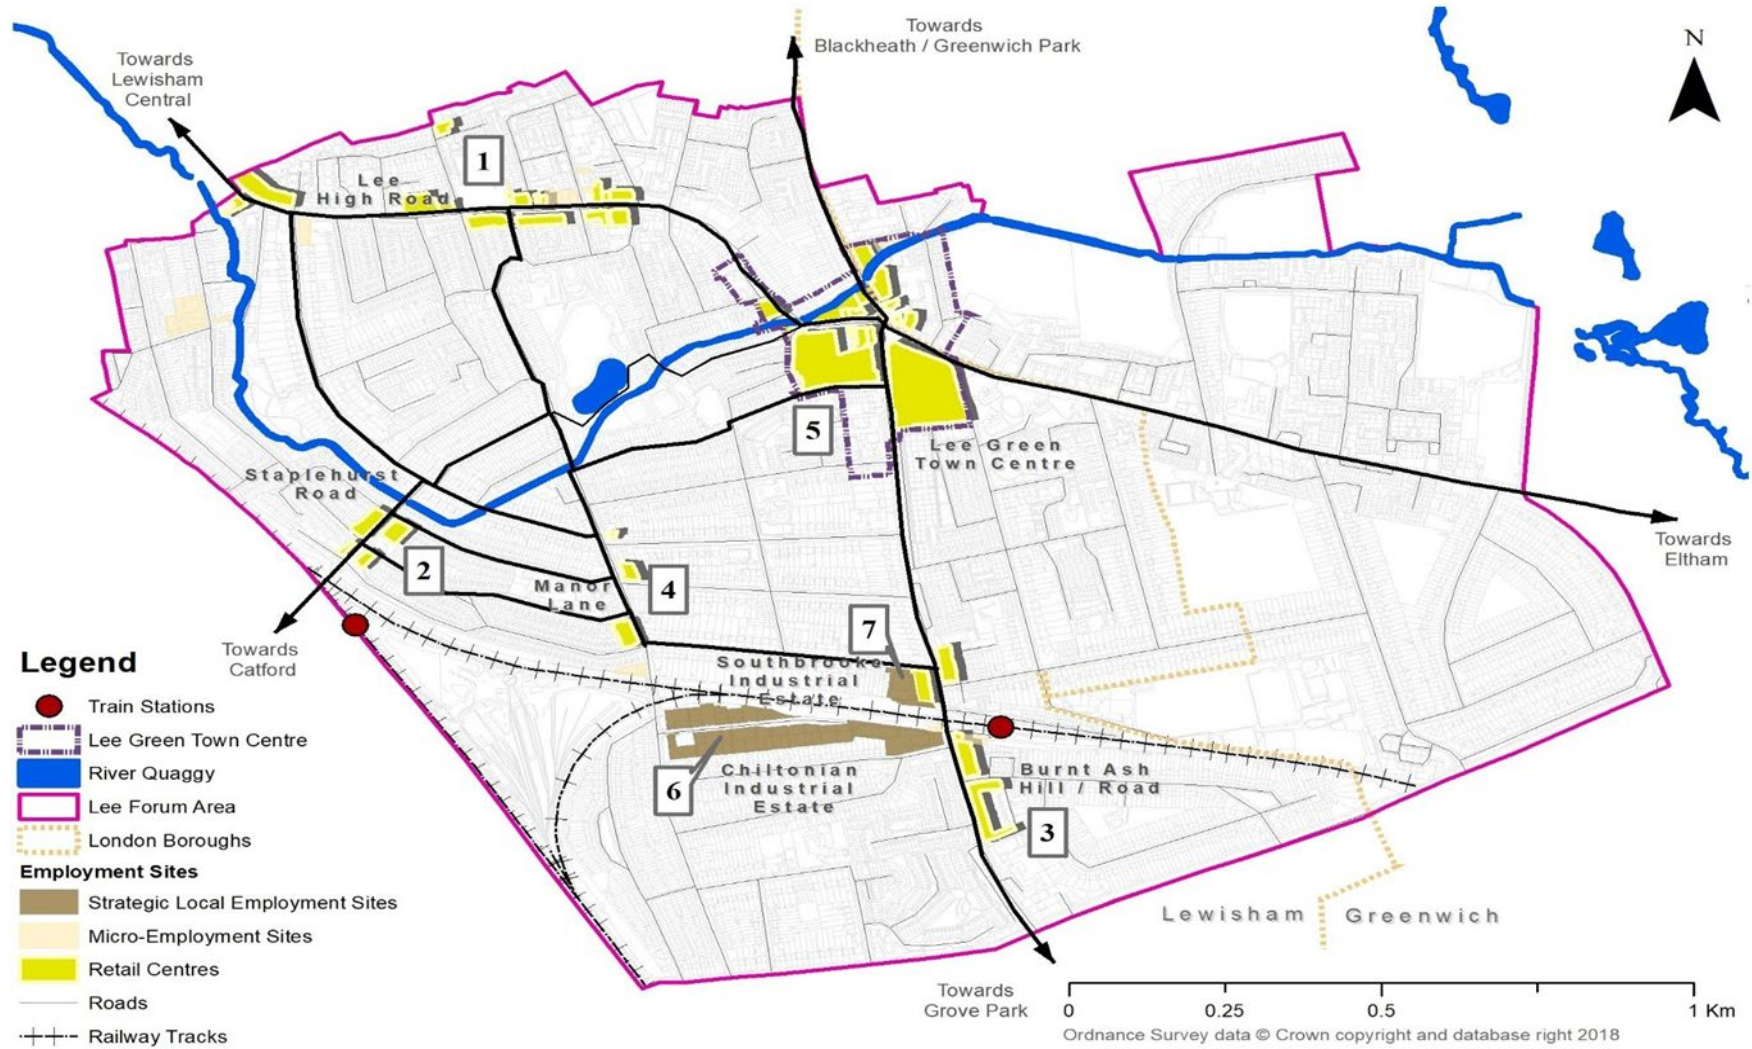 Towards
Blackheath / Greenwich Park
Towards
Lewisham
Central
N
1
Lee
High Road
5
Lee Green
Town Centre
Staplehurst
Road
Towards
Eltham
2
Manor
Lane
4
7
Towards
Catford
Southbrooke
Industrial
Estate
6
Chiltonian
Industrial
Estate
Burnt Ash
Hill / Road
3
Lewisham
Greenwich
Towards
Grove Park
0
0.25
0.5
1 Km
Ordnance Survey data © Crown copyright and database right 2018
Legend
Train Stations
Lee Green Town Centre
River Quaggy
Lee Forum Area
London Boroughs
Employment Sites
Strategic Local Employment Sites
Micro-Employment Sites
Retail Centres
Roads
Railway Tracks